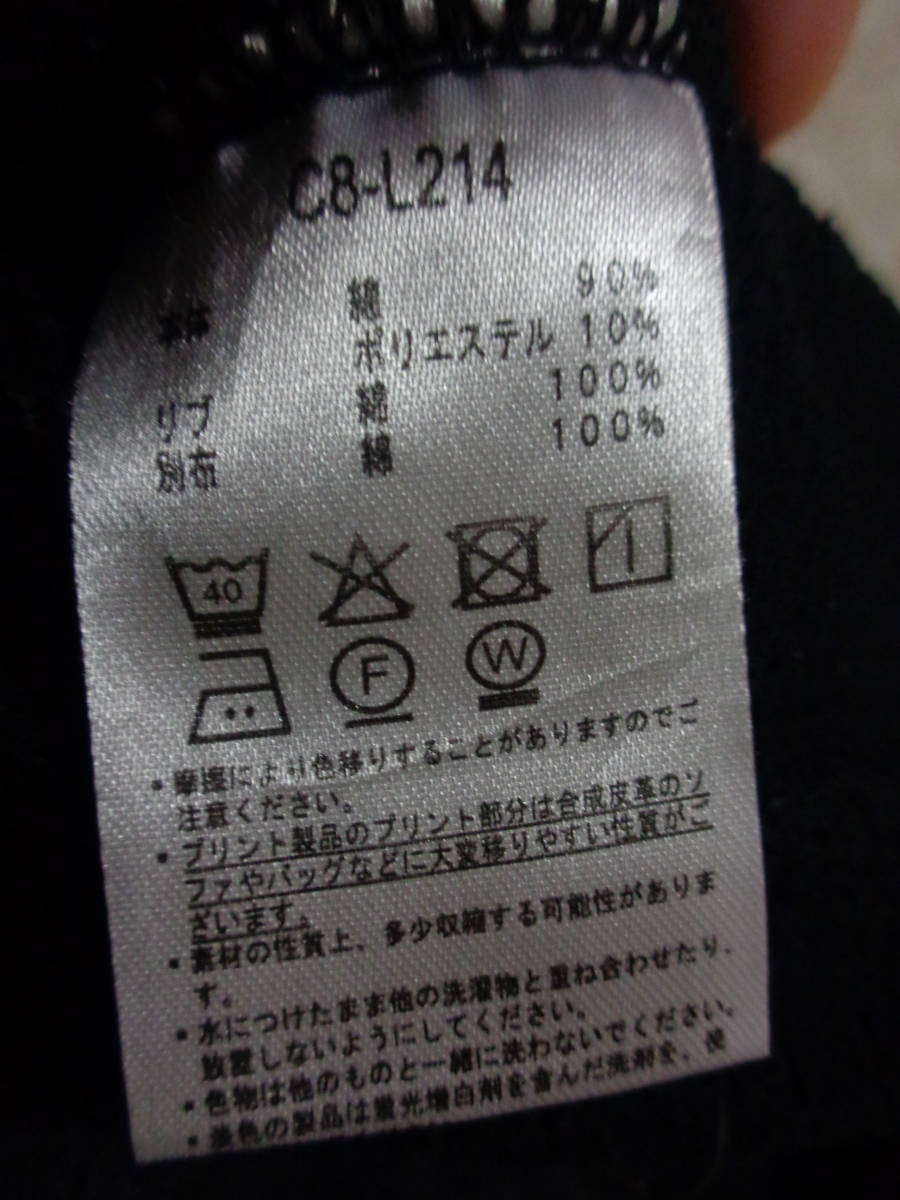 C8-L214
本体 綿 90%
ポリエステル 10%
リブ 綿 100%
別布 綿 100%
40
F W
・摩擦により色移りすることがありますのでご
注意ください。
・プリント製品のプリント部分は合成皮革のソ
ファやバッグなどに大変移りやすい性質がご
ざいます。
・素材の性質上、多少収縮する可能性がありま
す。
・水につけたまま他の洗濯物と重ね合わせたり、
放置しないようにしてください。
・色物は他のものと一緒に洗わないでください。
・淡色の製品は蛍光増白剤を含んだ洗剤を、使